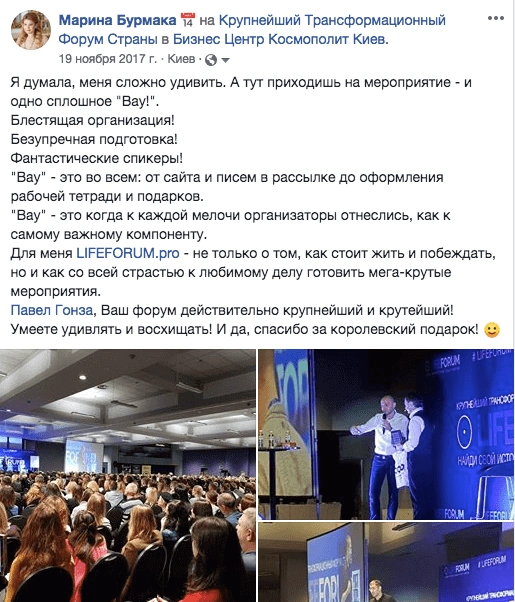 Марина Бурмака 📅 на Крупнейший Трансформационный
Форум Страны в Бизнес Центр Космополит Киев.
19 ноября 2017 г. · Киев ·
Я думала, меня сложно удивить. А тут приходишь на мероприятие - и
одно сплошное "Вау!".
Блестящая организация!
Безупречная подготовка!
Фантастические спикеры!
"Вау" - это во всем: от сайта и писем в рассылке до оформления
рабочей тетради и подарков.
"Вау" - это когда к каждой мелочи организаторы отнеслись, как к
самому важному компоненту.
Для меня LIFEFORUM.pro - не только о том, как стоит жить и побеждать,
но и как со всей страстью к любимому делу готовить мега-крутые
мероприятия.
Павел Гонза, Ваш форум действительно крупнейший и крутейший!
Умеете удивлять и восхищать! И да, спасибо за королевский подарок! 😀
FORUM
# LIFEFORUM
КРУПНЕЙШИЙ ТРАНСФОР
LIFE
НАЙДИ СВОЙ ИСТО
FORUM
#LIFEFORUM